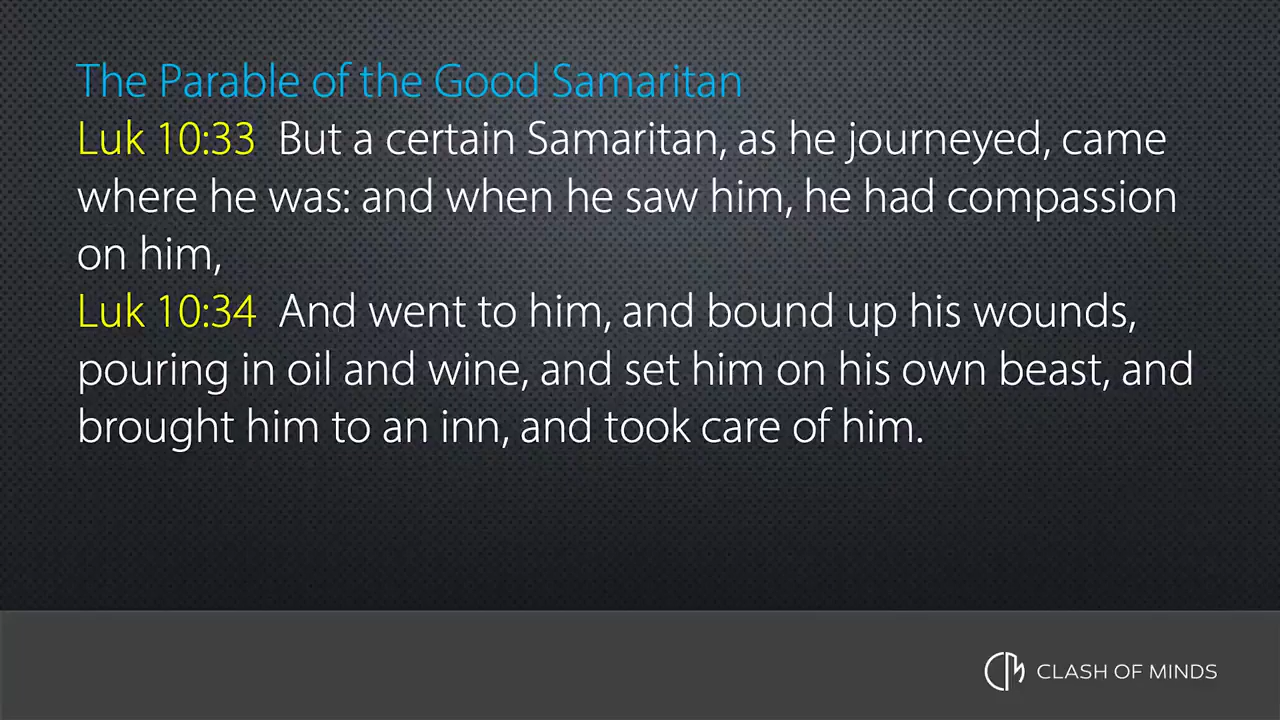 The Parable of the Good Samaritan
Luk 10:33  But a certain Samaritan, as he journeyed, came
where he was: and when he saw him, he had compassion
on him,
Luk 10:34  And went to him, and bound up his wounds,
pouring in oil and wine, and set him on his own beast, and
brought him to an inn, and took care of him.
CLASH OF MINDS